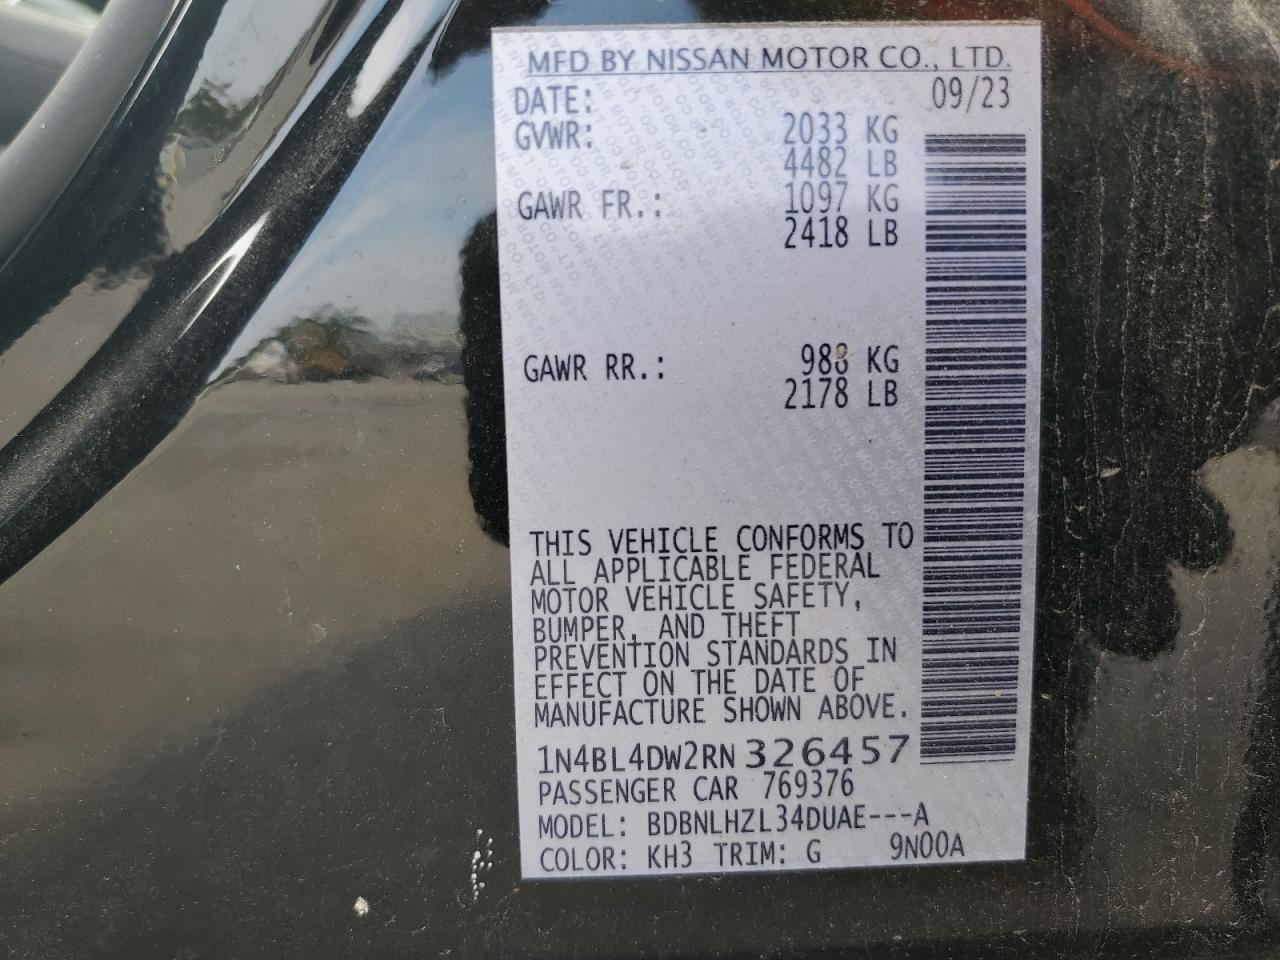 MFD BY NISSAN MOTOR CO., LTD.
DATE: 09/23
GVWR: 2033 KG
4482 LB
GAWR FR.: 1097 KG
2418 LB
GAWR RR.: 988 KG
2178 LB
THIS VEHICLE CONFORMS TO
ALL APPLICABLE FEDERAL
MOTOR VEHICLE SAFETY,
BUMPER, AND THEFT
PREVENTION STANDARDS IN
EFFECT ON THE DATE OF
MANUFACTURE SHOWN ABOVE.
1N4BL4DW2RN326457
PASSENGER CAR 769376
MODEL: BDBNLHZL34DUAE---A
COLOR: KH3 TRIM: G 9N00A